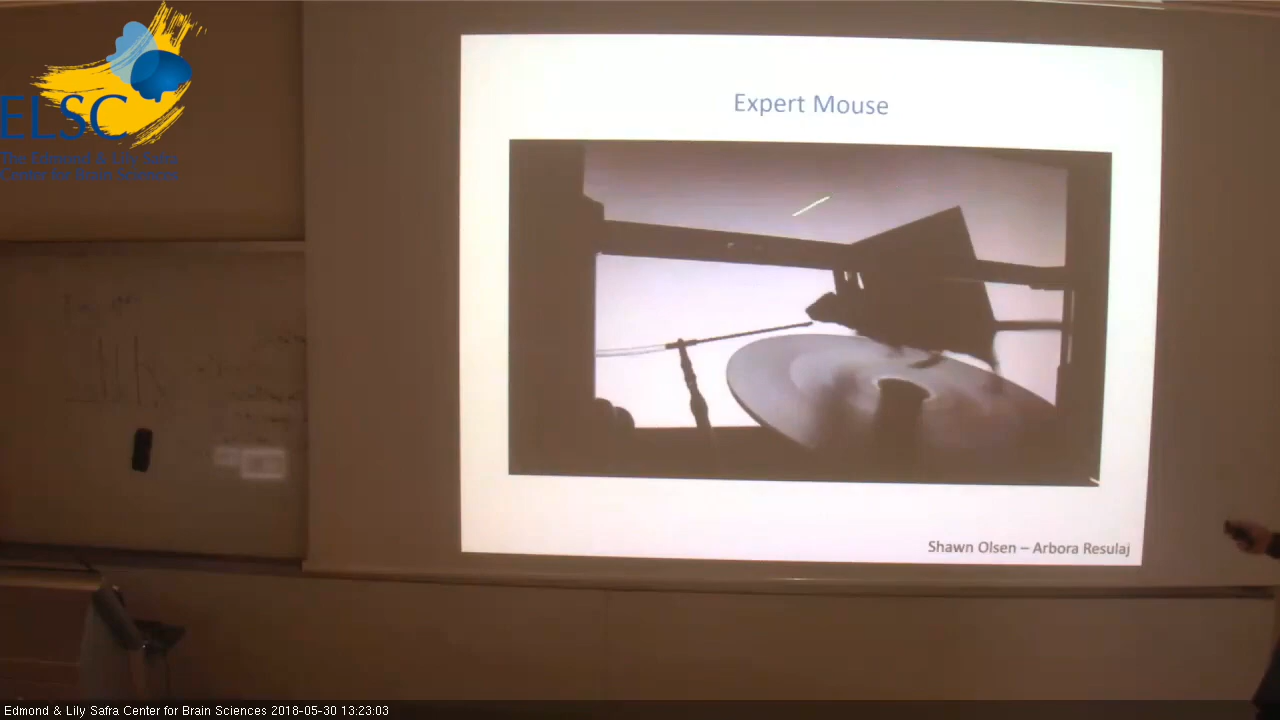 ELSC
The Edmond & Lily Safra
Center for Brain Sciences
Expert Mouse
Shawn Olsen – Arbora Resulaj
Edmond & Lily Safra Center for Brain Sciences 2018-05-30 13:23:03